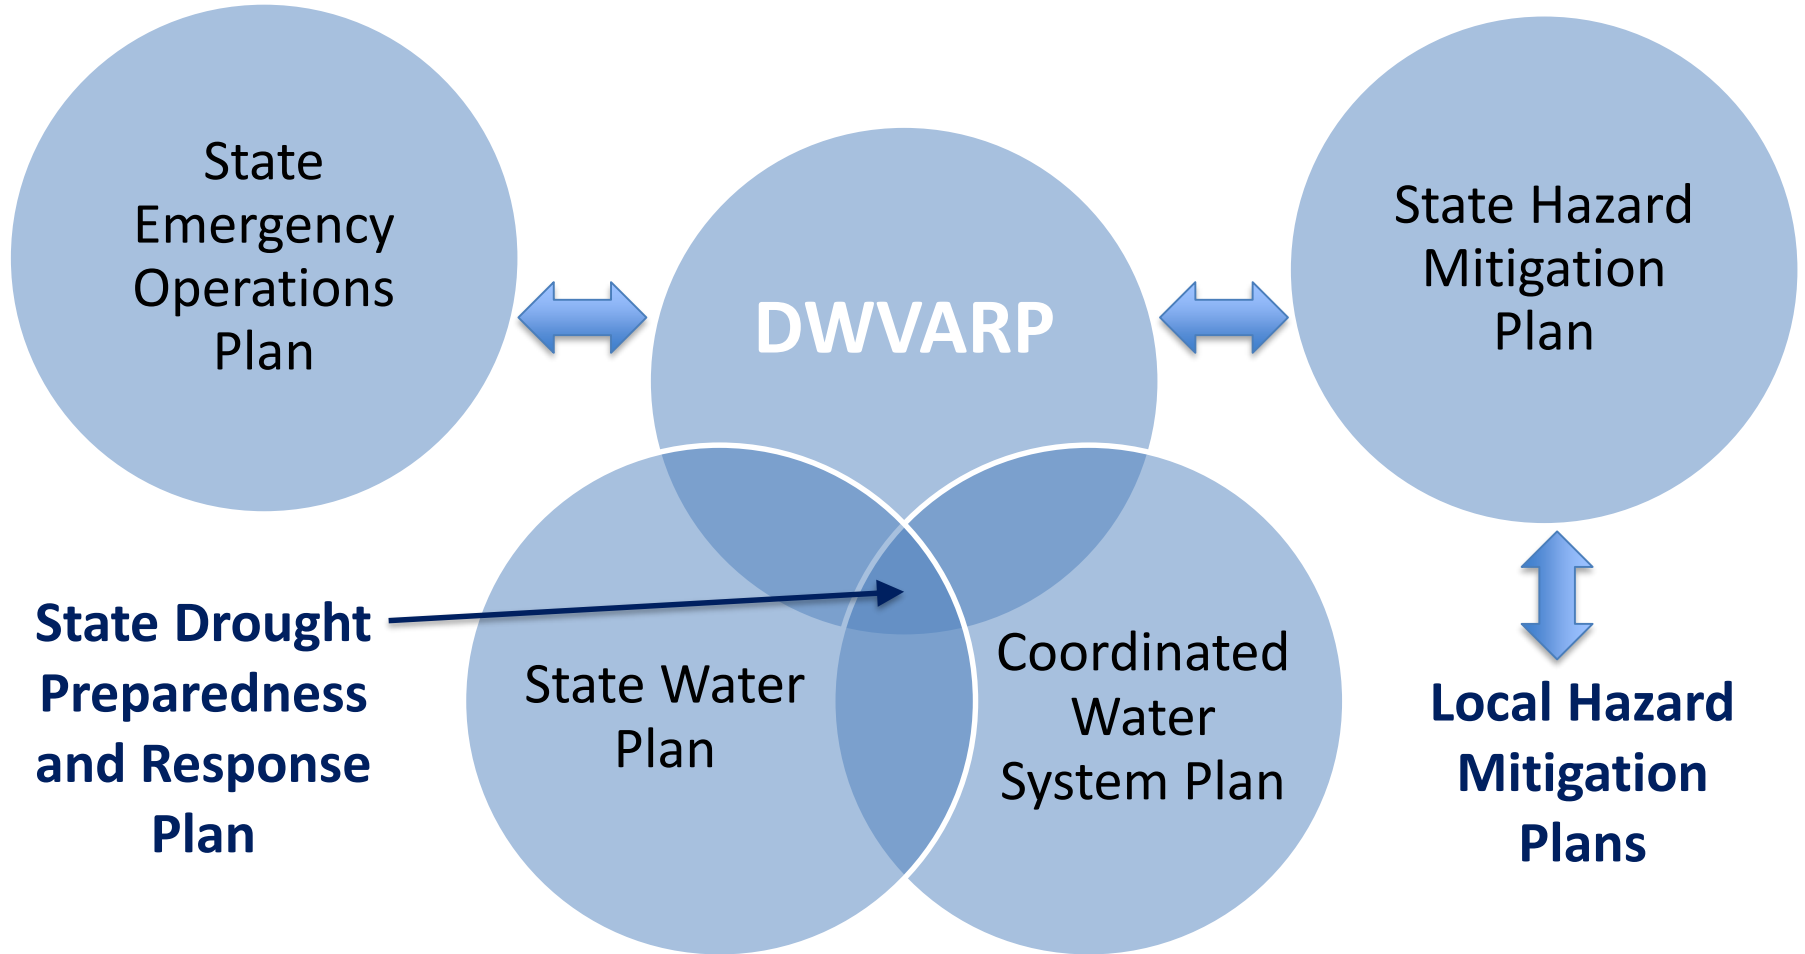 State
Emergency
Operations
Plan
DWVARP
State Hazard
Mitigation
Plan
State Drought
Preparedness
and Response
Plan
State Water
Plan
Coordinated
Water
System Plan
Local Hazard
Mitigation
Plans